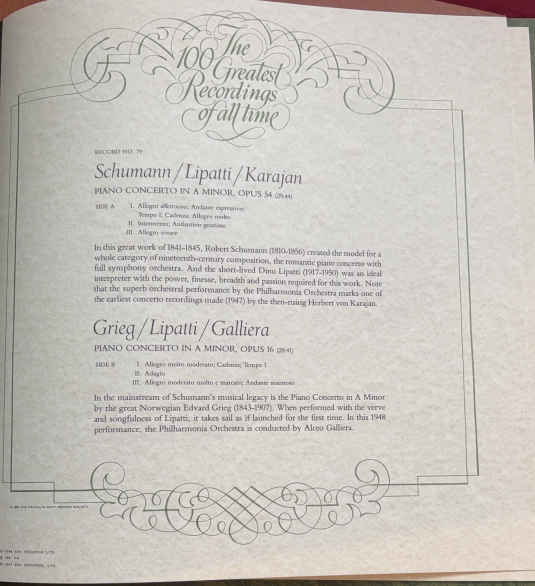 The
100 Greatest
Recordings
of all time
RECORD NO. 79
Schumann / Lipatti / Karajan
PIANO CONCERTO IN A MINOR, OPUS 54
SIDE A I. Allegro affettuoso; Andante espressivo;
Tempo I; Cadenza; Allegro molto
II. Intermezzo; Andantino grazioso
III. Allegro vivace
In this great work of 1841-1845, Robert Schumann (1810-1856) created the model for a
whole category of nineteenth-century composition, the romantic piano concerto with
full symphony orchestra. And the short-lived Dinu Lipatti (1917-1950) was an ideal
interpreter with the power, finesse, breadth and passion required for this work. Note
that the superb orchestral performance by the Philharmonia Orchestra marks one of
the earliest concerto recordings made (1947) by the then-rising Herbert von Karajan.
Grieg / Lipatti / Galliera
PIANO CONCERTO IN A MINOR, OPUS 16
SIDE B I. Allegro molto moderato; Cadenza; Tempo I
II. Adagio
III. Allegro moderato molto e marcato; Andante maestoso
In the mainstream of Schumann's musical legacy is the Piano Concerto in A Minor
by the great Norwegian Edvard Grieg (1843-1907). When performed with the verve
and songfulness of Lipatti, it takes sail as if launched for the first time. In this 1948
performance, the Philharmonia Orchestra is conducted by Alceo Galliera.